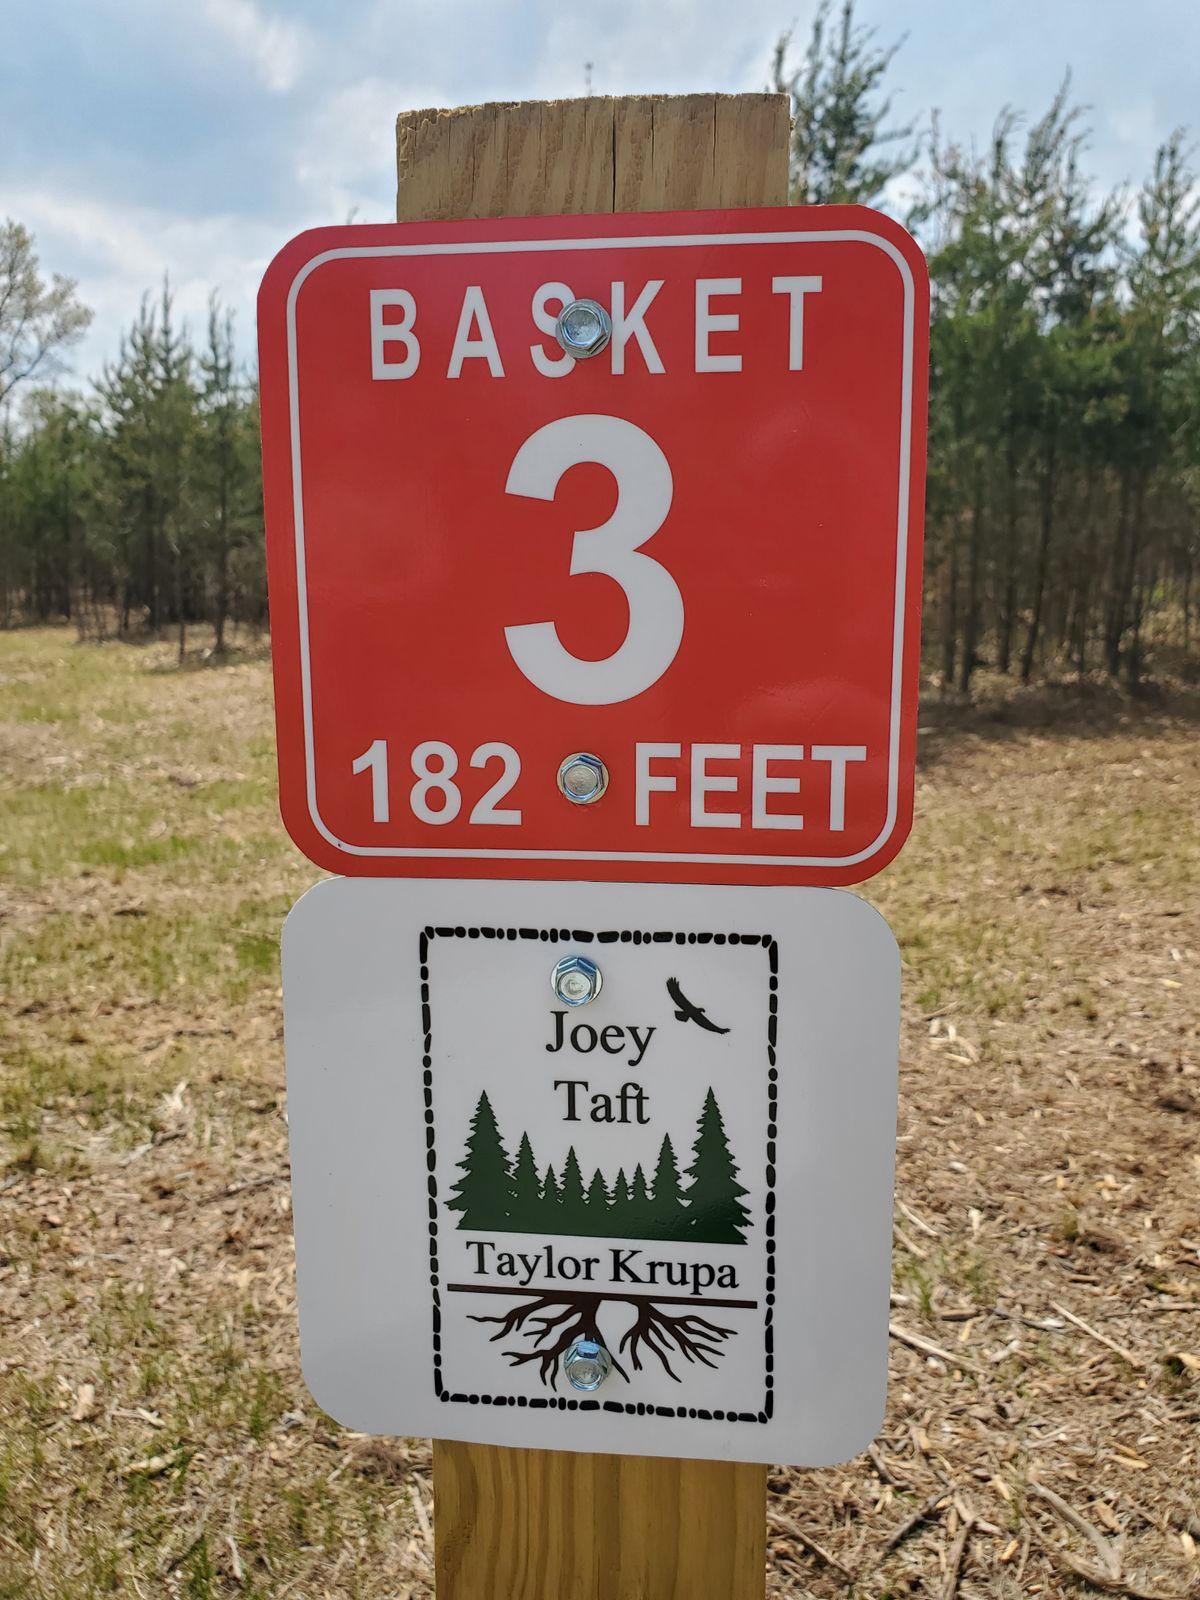 BASKET
3
182 FEET
Joey
Taft
Taylor Krupa